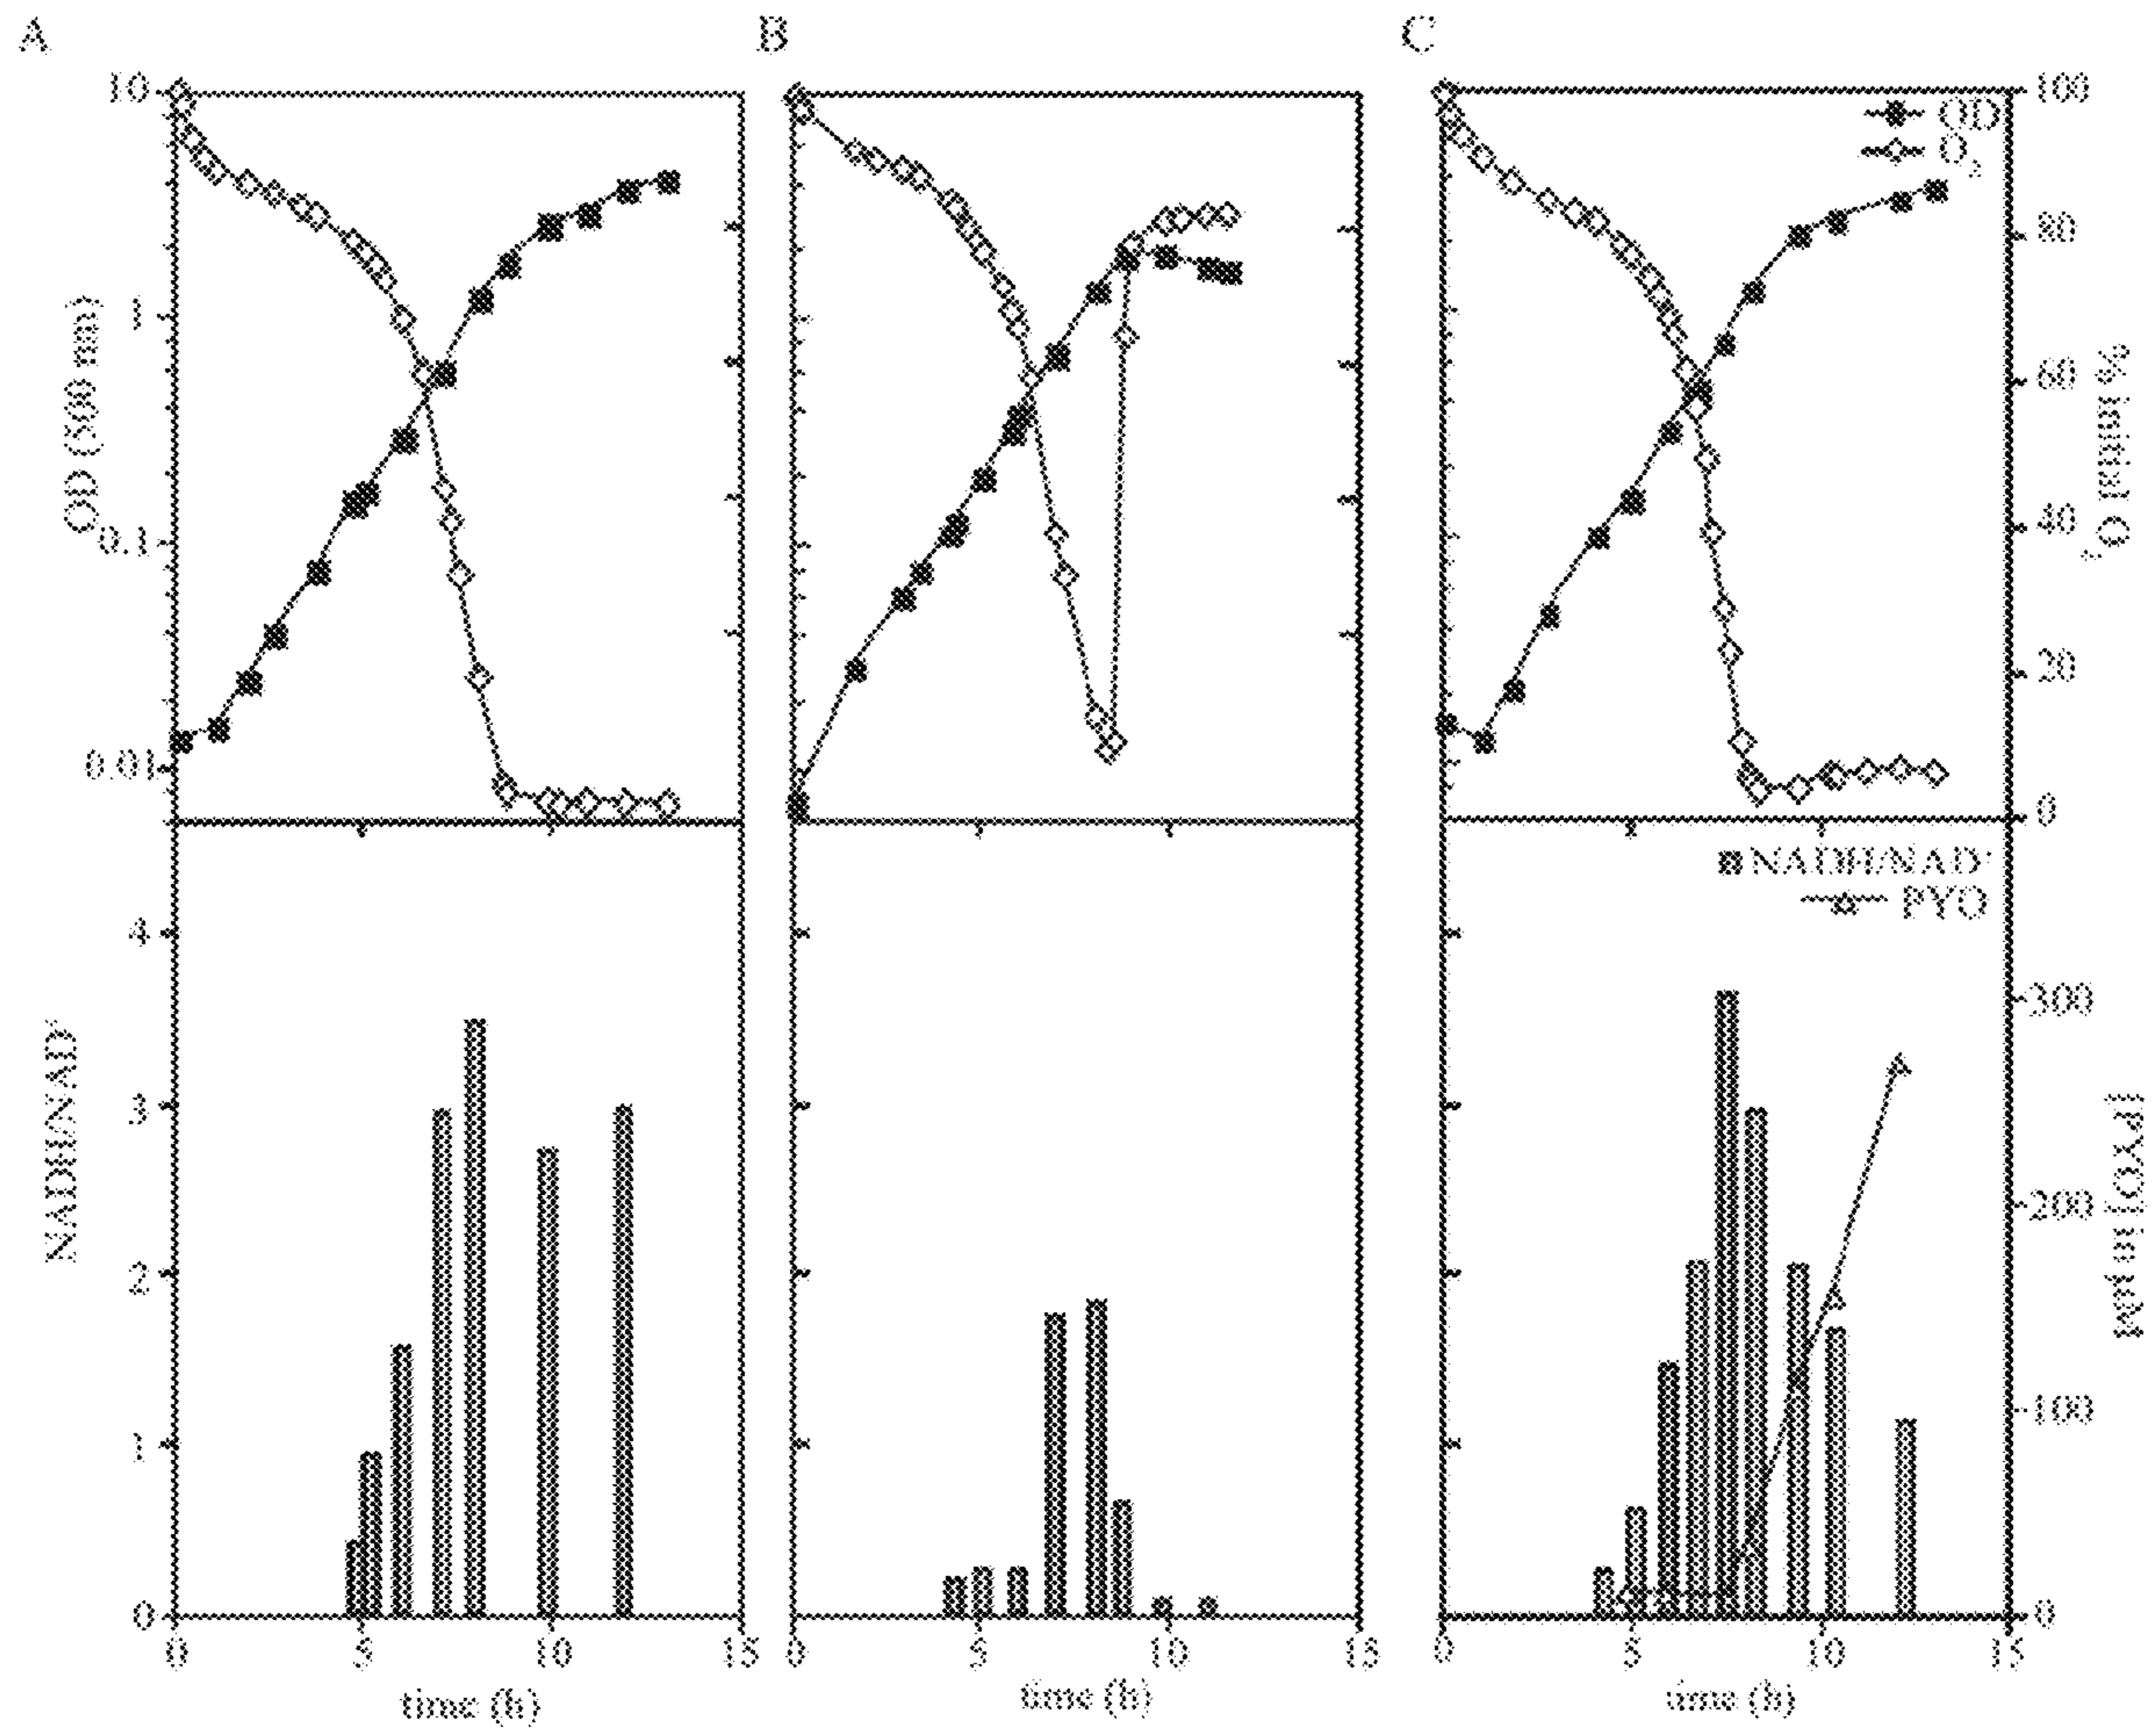 A
B
C
10
1
0.1
0.01
OD (500 nm)
OD
O2
100
80
60
40
20
0
% initial O2
4
3
2
1
0
NADH/NAD+
NADH/NAD+
PYO
300
200
100
0
[PYO] in µM
0 5 10 15
0 5 10 15
0 5 10 15
time (h)
time (h)
time (h)